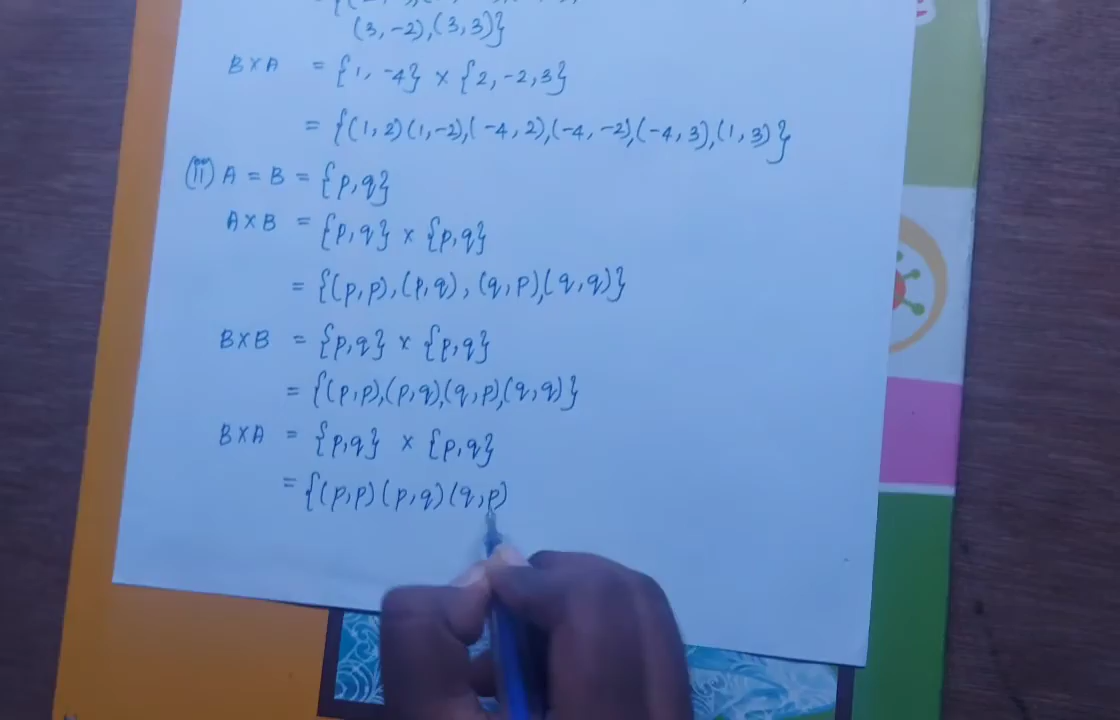 (3, -2), (3, 3)}
B×A = {1, -4} × {2, -2, 3}
= {(1, 2) (1, -2), (-4, 2), (-4, -2), (-4, 3), (1, 3)}
(ii) A = B = {p, q}
A×B = {p, q} × {p, q}
= {(p, p), (p, q), (q, p), (q, q)}
B×B = {p, q} × {p, q}
= {(p, p), (p, q), (q, p), (q, q)}
B×A = {p, q} × {p, q}
= {(p, p) (p, q) (q, p)